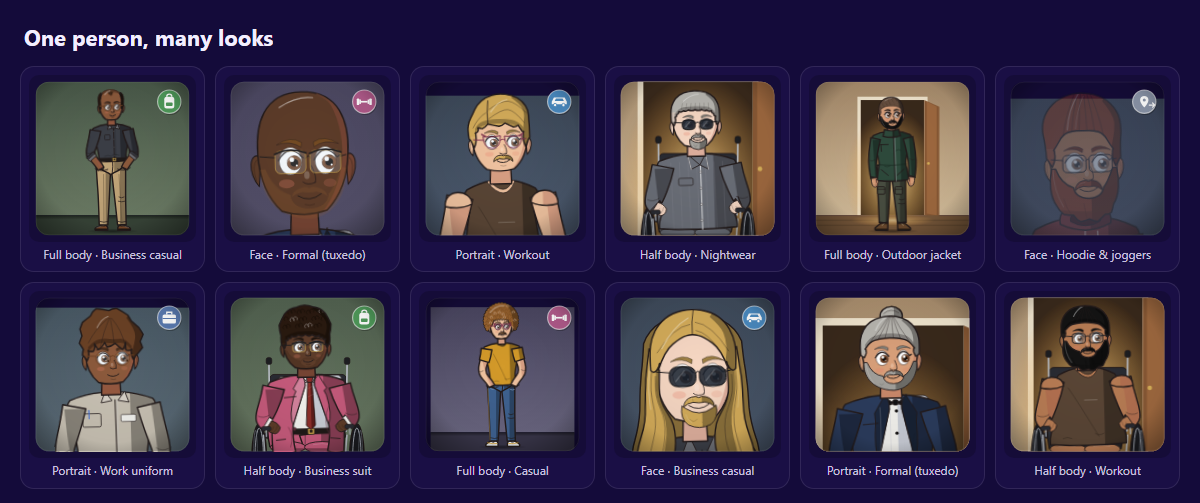 One person, many looks
Full body · Business casual
Face · Formal (tuxedo)
Portrait · Workout
Half body · Nightwear
Full body · Outdoor jacket
Face · Hoodie & joggers
Portrait · Work uniform
Half body · Business suit
Full body · Casual
Face · Business casual
Portrait · Formal (tuxedo)
Half body · Workout